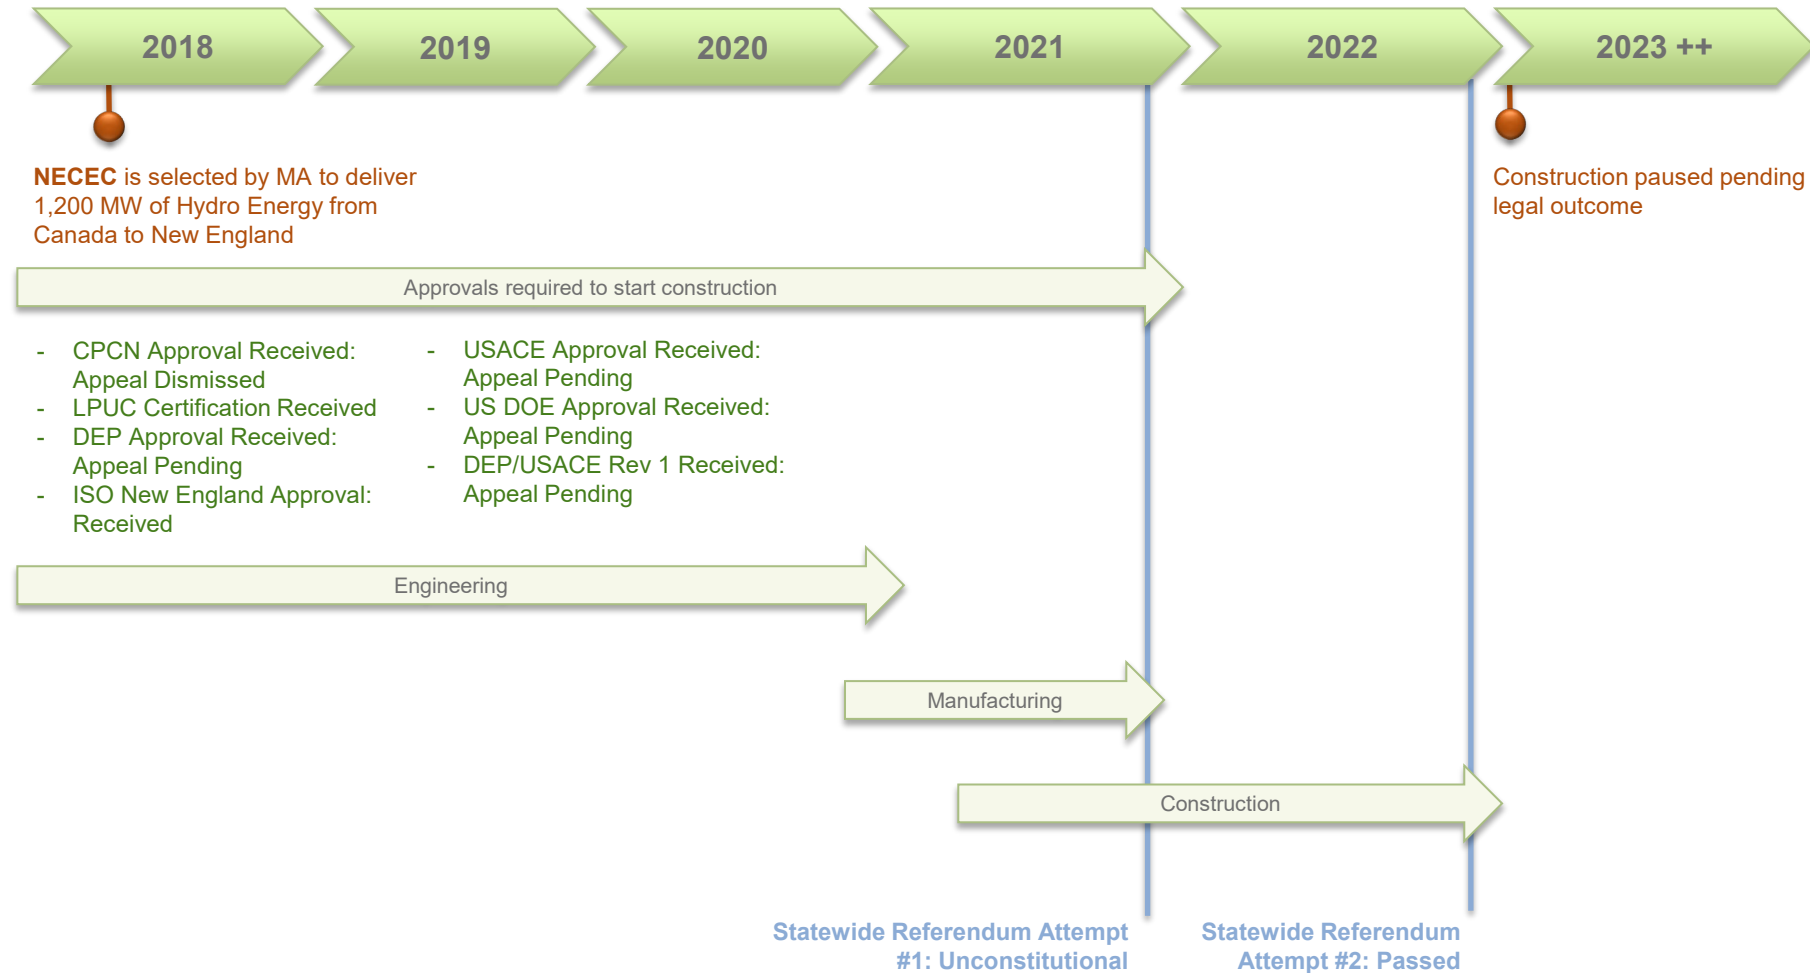 2018
2019
2020
2021
2022
2023 ++
NECEC is selected by MA to deliver
1,200 MW of Hydro Energy from
Canada to New England
Construction paused pending
legal outcome
Approvals required to start construction
- CPCN Approval Received:
Appeal Dismissed
- LPUC Certification Received
- DEP Approval Received:
Appeal Pending
- ISO New England Approval:
Received
- USACE Approval Received:
Appeal Pending
- US DOE Approval Received:
Appeal Pending
- DEP/USACE Rev 1 Received:
Appeal Pending
Engineering
Manufacturing
Construction
Statewide Referendum Attempt
#1: Unconstitutional
Statewide Referendum
Attempt #2: Passed